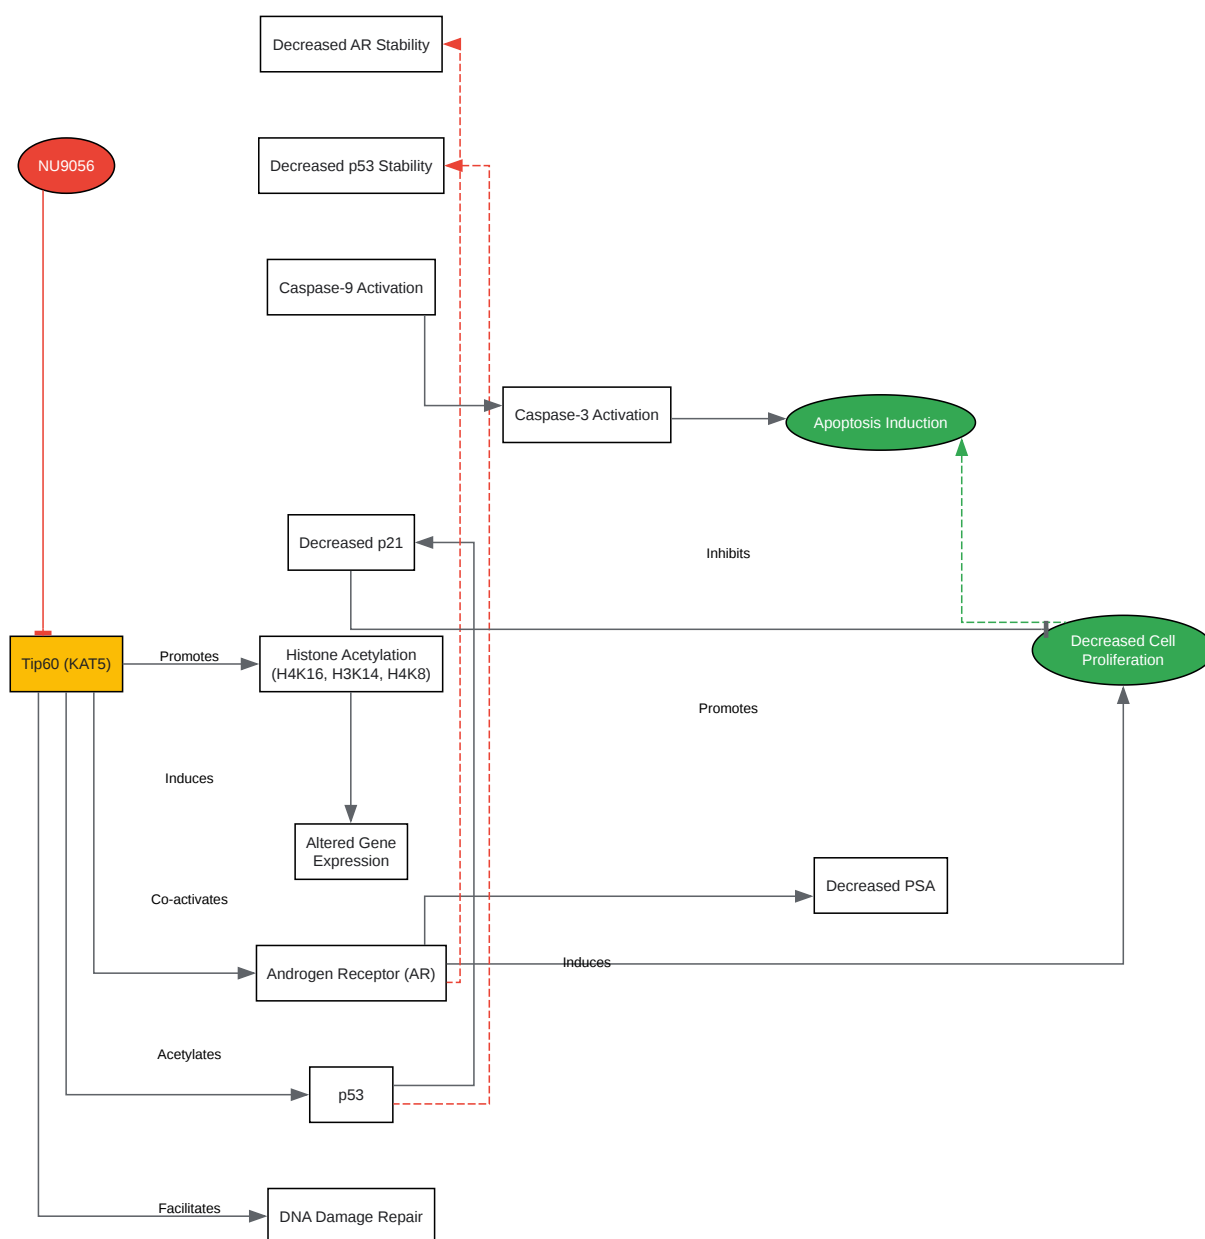 Decreased AR Stability
NU9056
Decreased p53 Stability
Caspase-9 Activation
Caspase-3 Activation
Apoptosis Induction
Decreased p21
Inhibits
Tip60 (KAT5)
Promotes
Histone Acetylation
(H4K16, H3K14, H4K8)
Decreased Cell
Proliferation
Promotes
Induces
Altered Gene
Expression
Decreased PSA
Co-activates
Androgen Receptor (AR)
Induces
Acetylates
p53
Facilitates
DNA Damage Repair